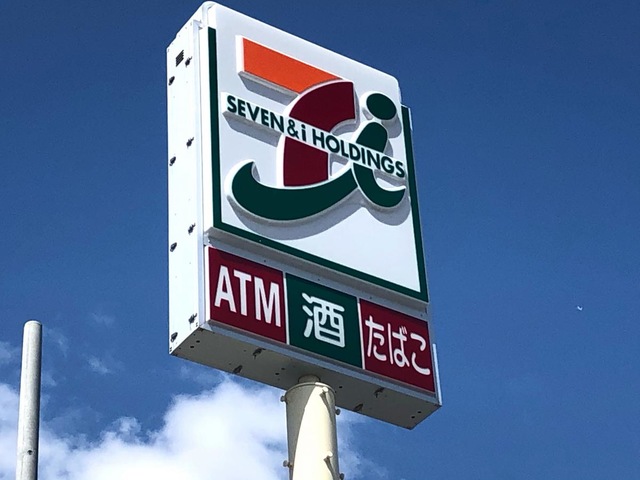 SEVEN & i HOLDINGS
ATM
酒
たばこ